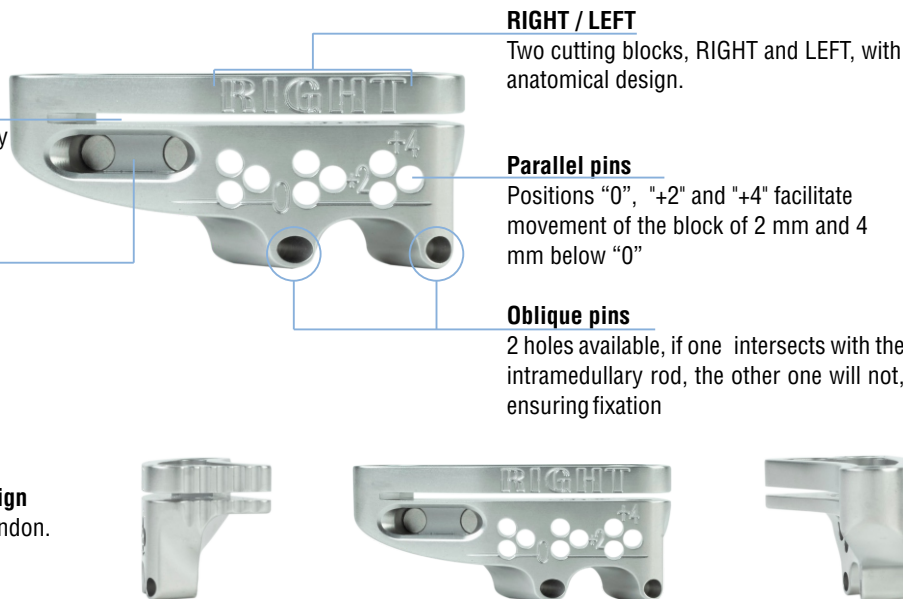 RIGHT / LEFT
Two cutting blocks, RIGHT and LEFT, with
anatomical design.
RIGHT
y
+4
+2
0
Parallel pins
Positions “0”, "+2" and "+4" facilitate
movement of the block of 2 mm and 4
mm below “0”
Oblique pins
2 holes available, if one intersects with the
intramedullary rod, the other one will not,
ensuring fixation
ign
ndon.
RIGHT
+4
+2
0